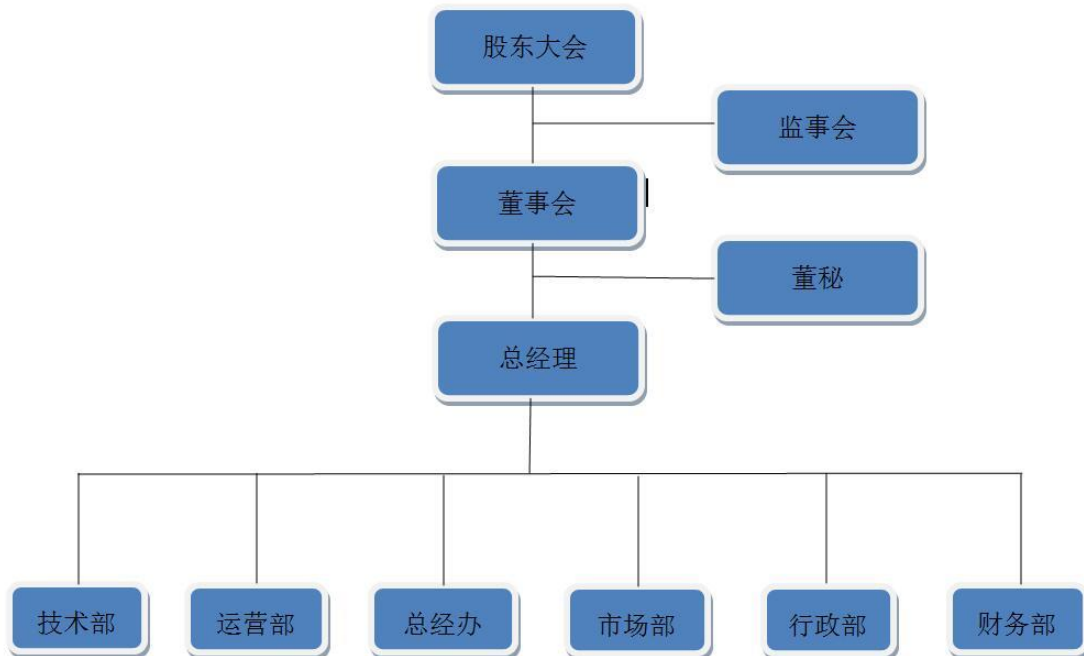 股东大会
监事会
董事会
董秘
总经理
技术部
运营部
总经办
市场部
行政部
财务部